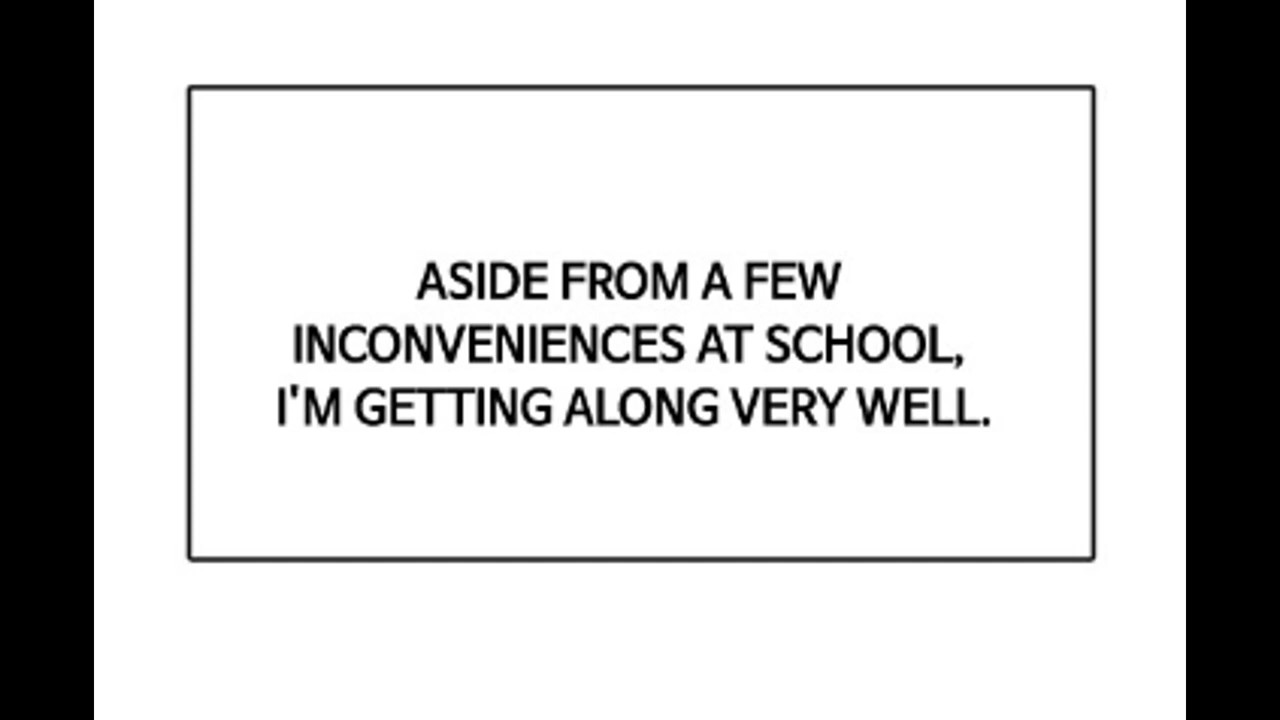 ASIDE FROM A FEW
INCONVENIENCES AT SCHOOL,
I'M GETTING ALONG VERY WELL.